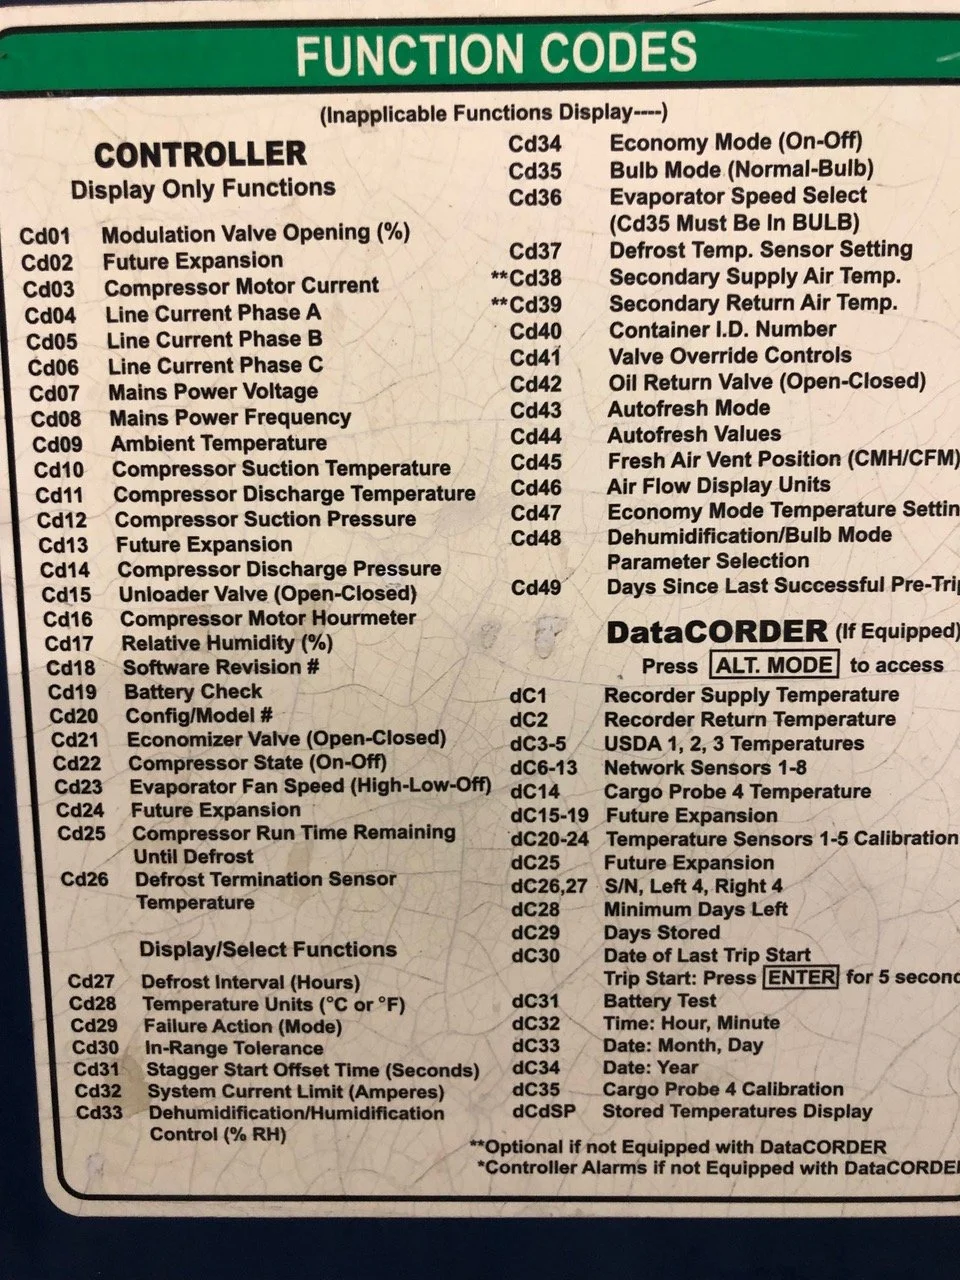 FUNCTION CODES
(Inapplicable Functions Display----)
CONTROLLER
Display Only Functions
Cd01 Modulation Valve Opening (%)
Cd02 Future Expansion
Cd03 Compressor Motor Current
Cd04 Line Current Phase A
Cd05 Line Current Phase B
Cd06 Line Current Phase C
Cd07 Mains Power Voltage
Cd08 Mains Power Frequency
Cd09 Ambient Temperature
Cd10 Compressor Suction Temperature
Cd11 Compressor Discharge Temperature
Cd12 Compressor Suction Pressure
Cd13 Future Expansion
Cd14 Compressor Discharge Pressure
Cd15 Unloader Valve (Open-Closed)
Cd16 Compressor Motor Hourmeter
Cd17 Relative Humidity (%)
Cd18 Software Revision #
Cd19 Battery Check
Cd20 Config/Model #
Cd21 Economizer Valve (Open-Closed)
Cd22 Compressor State (On-Off)
Cd23 Evaporator Fan Speed (High-Low-Off)
Cd24 Future Expansion
Cd25 Compressor Run Time Remaining
Until Defrost
Cd26 Defrost Termination Sensor
Temperature
Display/Select Functions
Cd27 Defrost Interval (Hours)
Cd28 Temperature Units (°C or °F)
Cd29 Failure Action (Mode)
Cd30 In-Range Tolerance
Cd31 Stagger Start Offset Time (Seconds)
Cd32 System Current Limit (Amperes)
Cd33 Dehumidification/Humidification
Control (% RH)
Cd34 Economy Mode (On-Off)
Cd35 Bulb Mode (Normal-Bulb)
Cd36 Evaporator Speed Select
(Cd35 Must Be In BULB)
Cd37 Defrost Temp. Sensor Setting
**Cd38 Secondary Supply Air Temp.
**Cd39 Secondary Return Air Temp.
Cd40 Container I.D. Number
Cd41 Valve Override Controls
Cd42 Oil Return Valve (Open-Closed)
Cd43 Autofresh Mode
Cd44 Autofresh Values
Cd45 Fresh Air Vent Position (CMH/CFM)
Cd46 Air Flow Display Units
Cd47 Economy Mode Temperature Settin
Cd48 Dehumidification/Bulb Mode
Parameter Selection
Cd49 Days Since Last Successful Pre-Trip
DataCORDER (If Equipped)
Press ALT. MODE to access
dC1 Recorder Supply Temperature
dC2 Recorder Return Temperature
dC3-5 USDA 1, 2, 3 Temperatures
dC6-13 Network Sensors 1-8
dC14 Cargo Probe 4 Temperature
dC15-19 Future Expansion
dC20-24 Temperature Sensors 1-5 Calibration
dC25 Future Expansion
dC26,27 S/N, Left 4, Right 4
dC28 Minimum Days Left
dC29 Days Stored
dC30 Date of Last Trip Start
Trip Start: Press ENTER for 5 second
dC31 Battery Test
dC32 Time: Hour, Minute
dC33 Date: Month, Day
dC34 Date: Year
dC35 Cargo Probe 4 Calibration
dCdSP Stored Temperatures Display
**Optional if not Equipped with DataCORDER
*Controller Alarms if not Equipped with DataCORDER